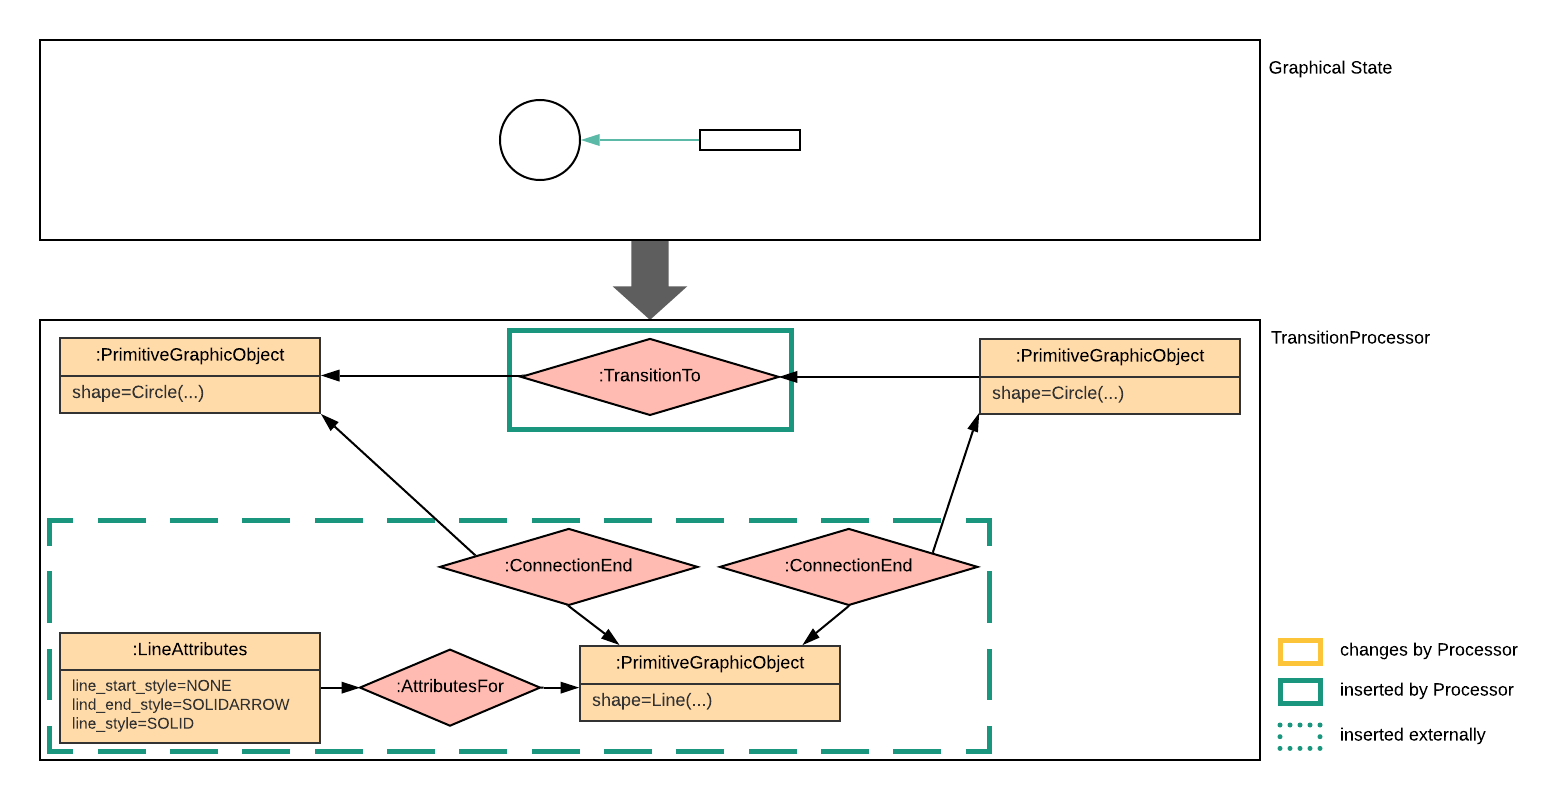 Graphical State
TransitionProcessor
:PrimitiveGraphicObject
shape=Circle(...)
:TransitionTo
:PrimitiveGraphicObject
shape=Circle(...)
:ConnectionEnd
:ConnectionEnd
:LineAttributes
line_start_style=NONE
lind_end_style=SOLIDARROW
line_style=SOLID
:AttributesFor
:PrimitiveGraphicObject
shape=Line(...)
changes by Processor
inserted by Processor
inserted externally